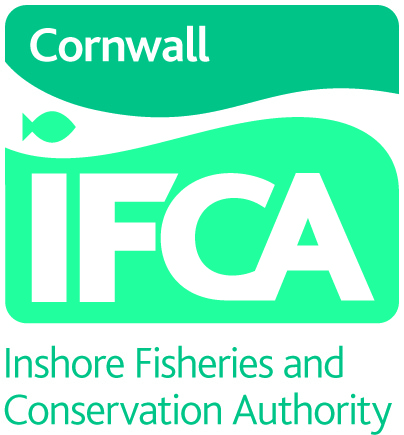 Cornwall
IFCA
Inshore Fisheries and
Conservation Authority